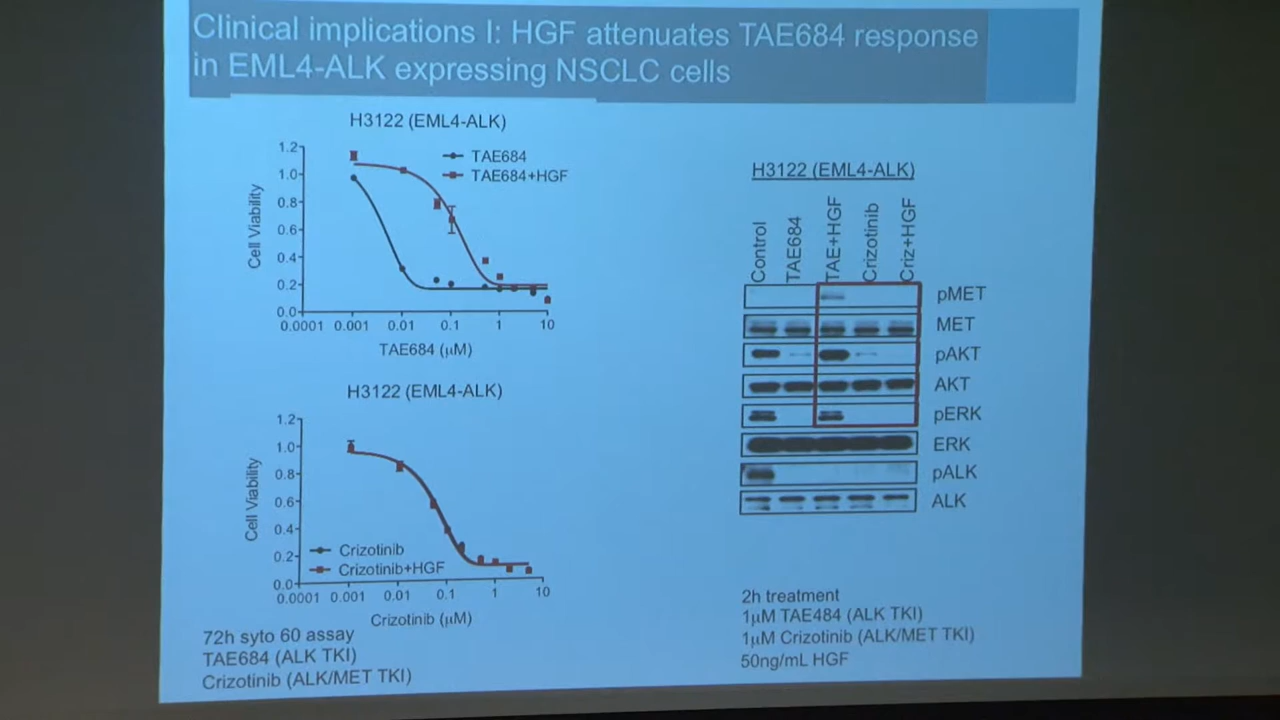 Clinical implications I: HGF attenuates TAE684 response
in EML4-ALK expressing NSCLC cells
H3122 (EML4-ALK)
1.2
1.0
0.8
0.6
0.4
0.2
0.0
Cell Viability
TAE684
TAE684+HGF
0.0001 0.001 0.01 0.1 1 10
TAE684 (μM)
H3122 (EML4-ALK)
1.2
1.0
0.8
0.6
0.4
0.2
0.0
Cell Viability
Crizotinib
Crizotinib+HGF
0.0001 0.001 0.01 0.1 1 10
Crizotinib (μM)
72h syto 60 assay
TAE684 (ALK TKI)
Crizotinib (ALK/MET TKI)
H3122 (EML4-ALK)
Control
TAE684
TAE+HGF
Crizotinib
Criz+HGF
pMET
MET
pAKT
AKT
pERK
ERK
pALK
ALK
2h treatment
1μM TAE484 (ALK TKI)
1μM Crizotinib (ALK/MET TKI)
50ng/mL HGF